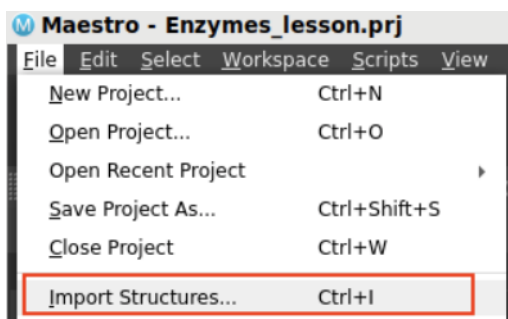 Maestro - Enzymes_lesson.prj
File Edit Select Workspace Scripts View
New Project... Ctrl+N
Open Project... Ctrl+O
Open Recent Project
Save Project As... Ctrl+Shift+S
Close Project Ctrl+W
Import Structures... Ctrl+I